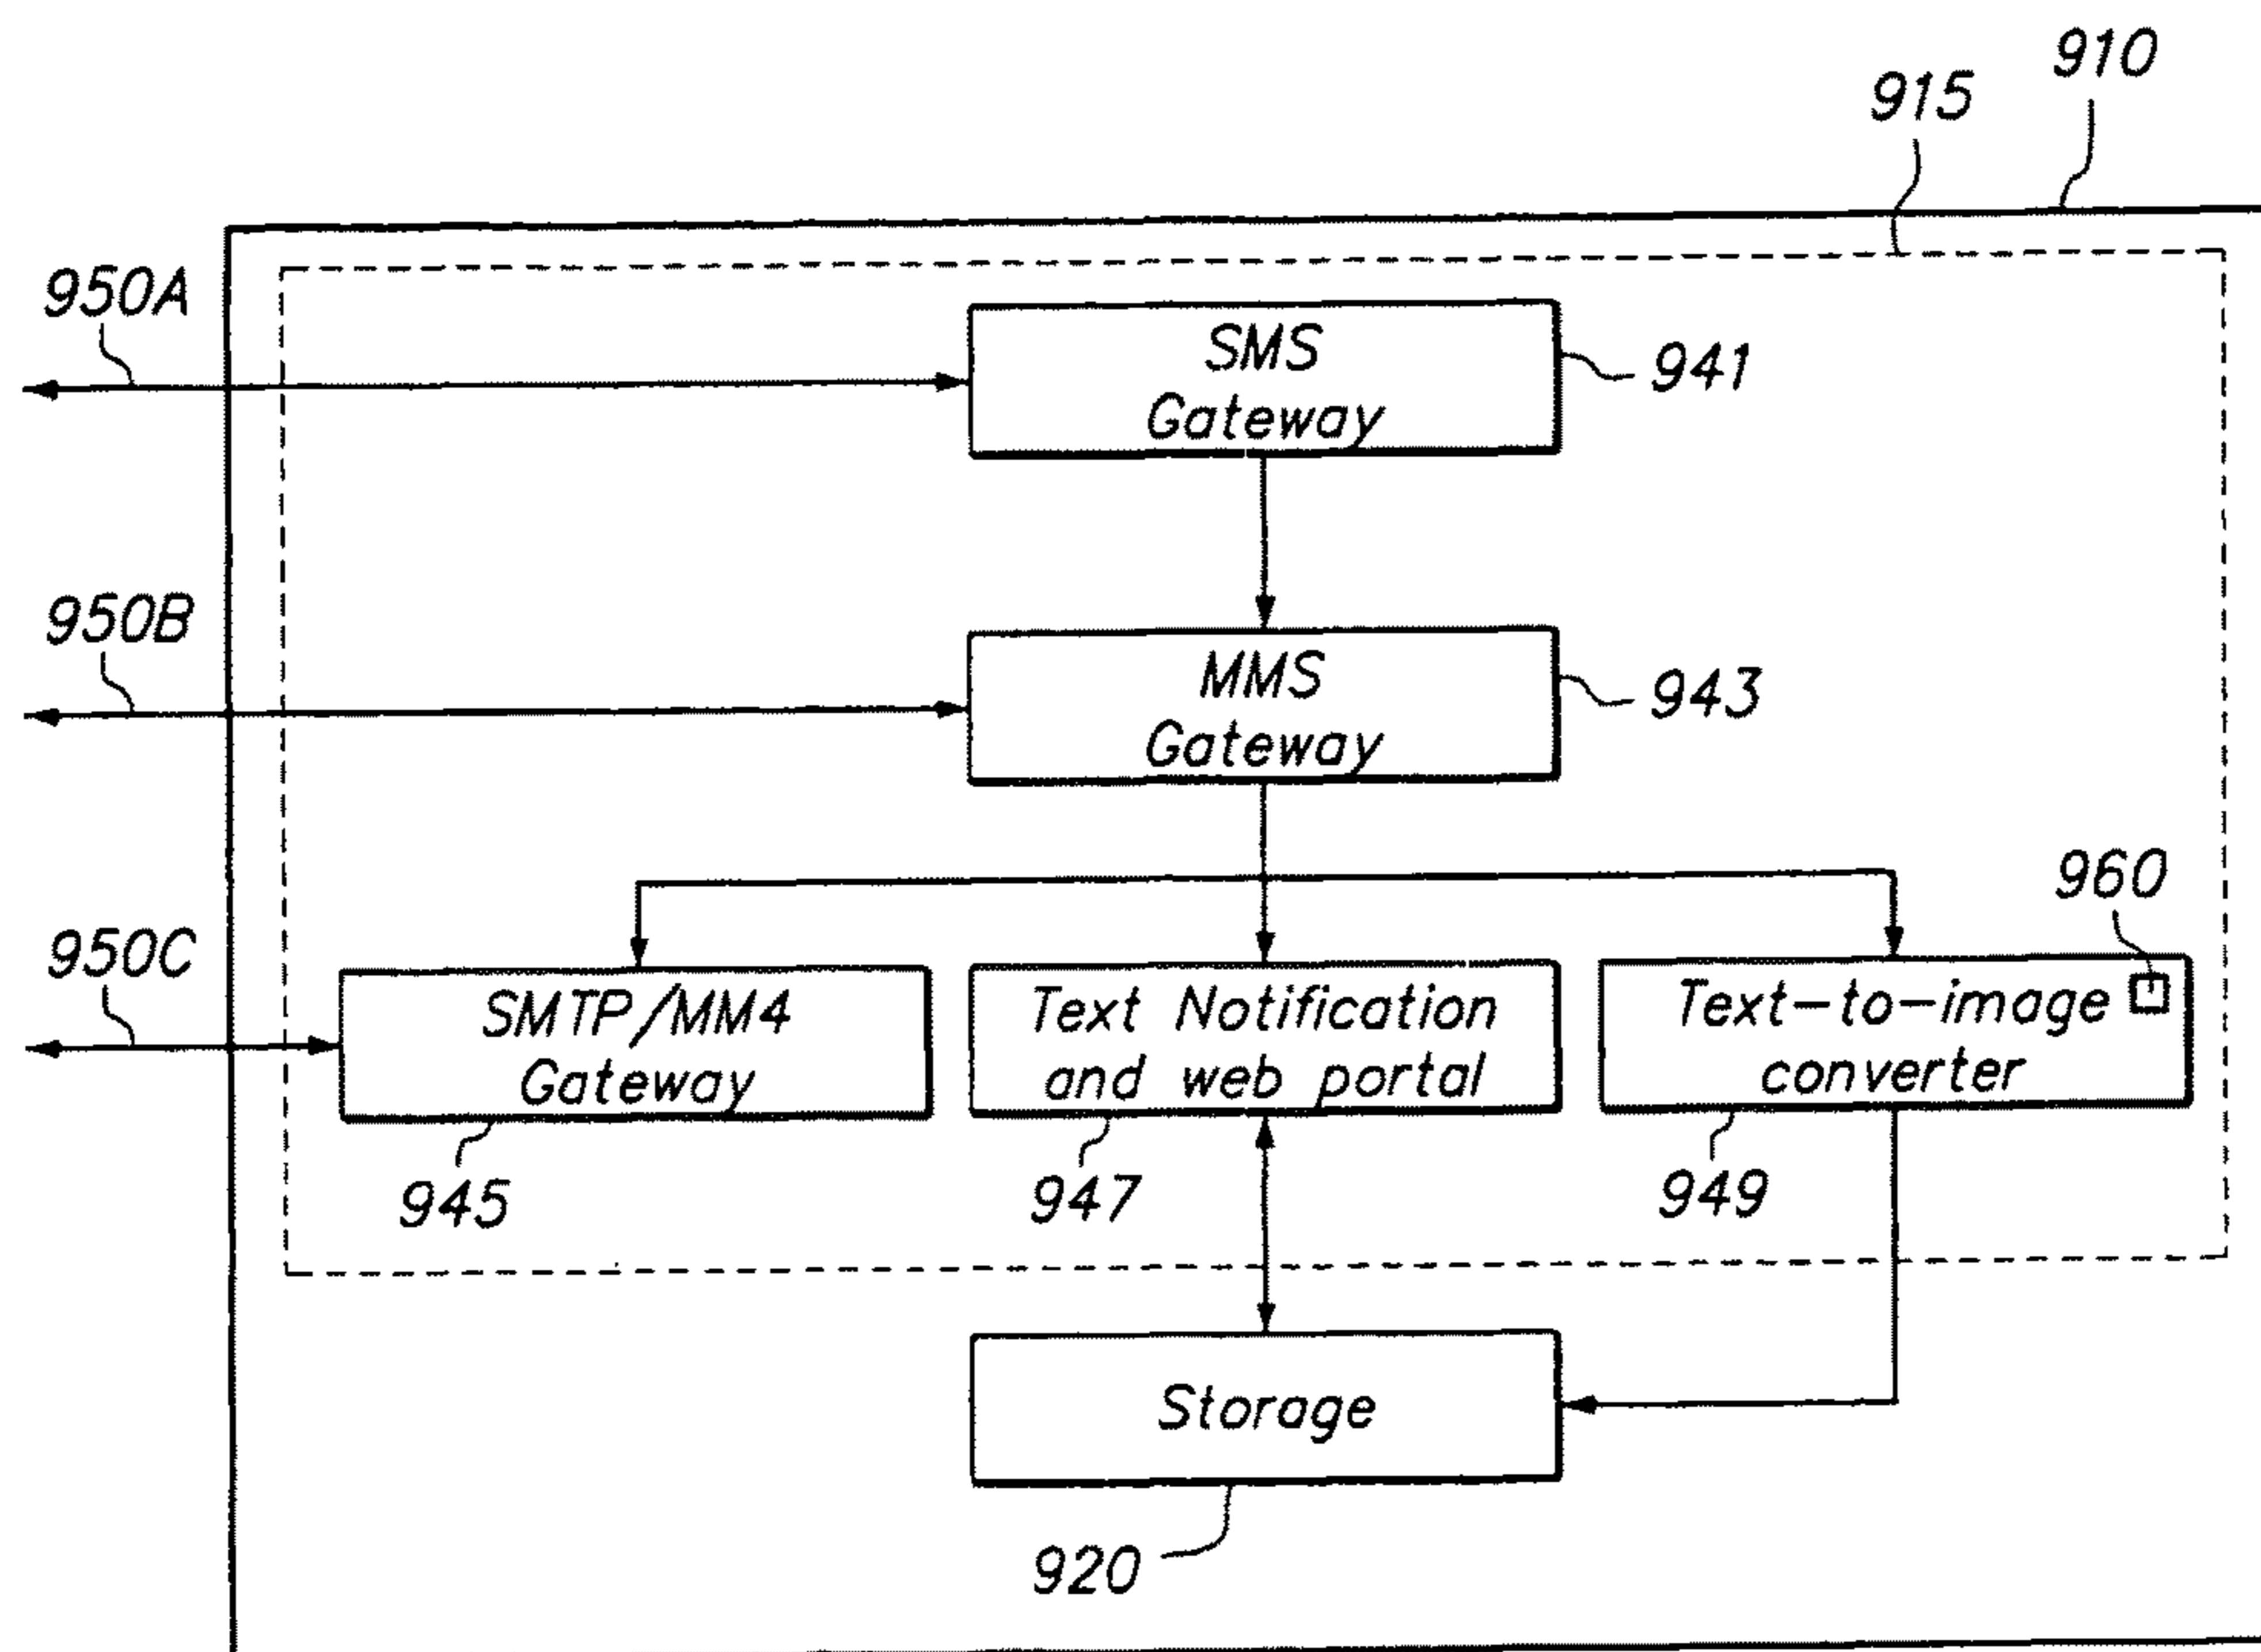 910
915
950A
SMS
Gateway
941
950B
MMS
Gateway
943
960
950C
SMTP/MM4
Gateway
Text Notification
and web portal
Text-to-image
converter
945
947
949
Storage
920